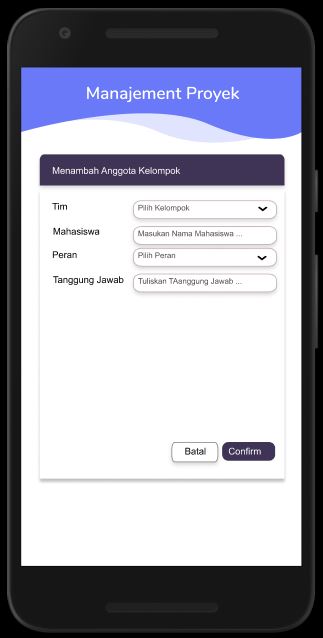 Manajement Proyek
Menambah Anggota Kelompok
Tim
Pilih Kelompok
Mahasiswa
Masukan Nama Mahasiswa ...
Peran
Pilih Peran
Tanggung Jawab
Tuliskan TAanggung Jawab ...
Batal
Confirm